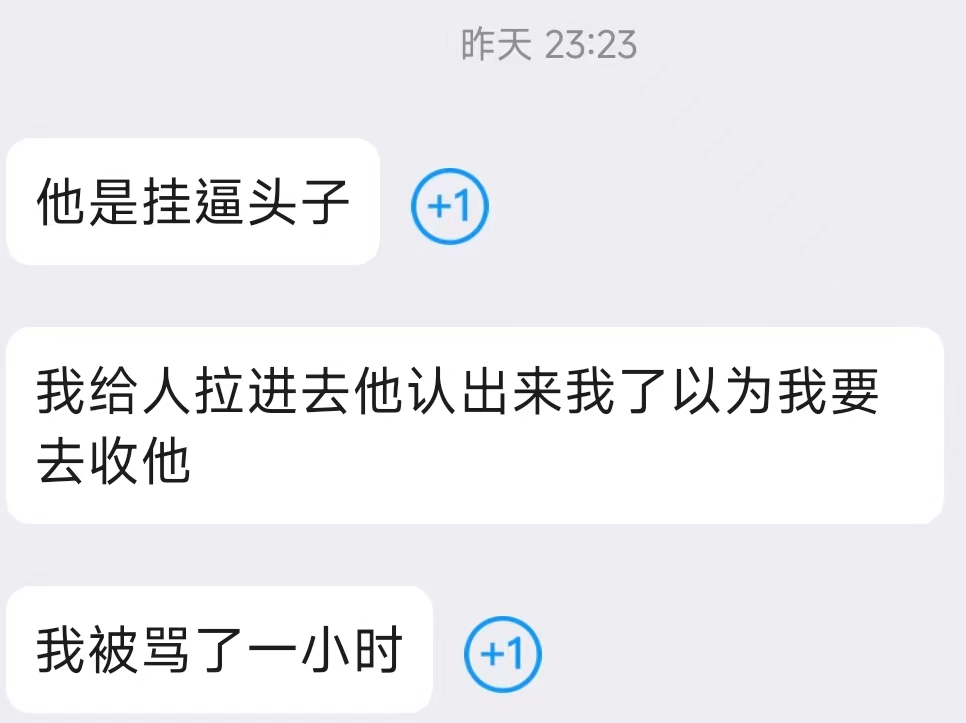 昨天 23:23
他是挂逼头子
+1
我给人拉进去他认出来我了以为我要
去收他
我被骂了一小时
+1